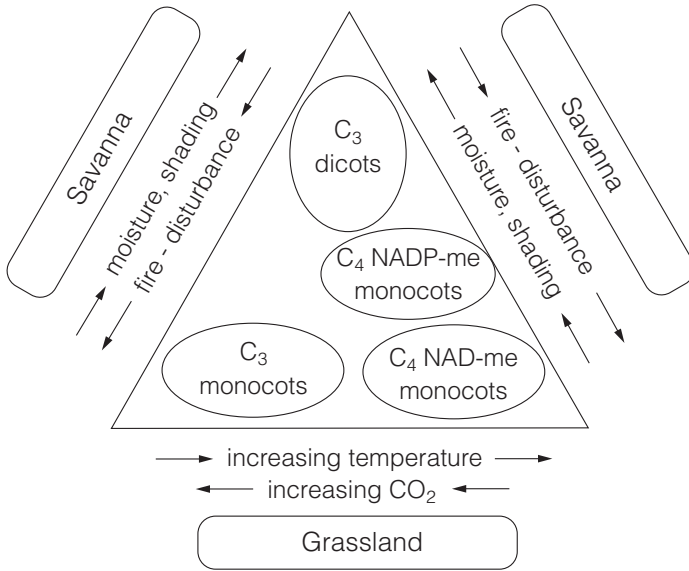 Savanna
moisture, shading
fire - disturbance
C₃
dicots
C₄ NADP-me
monocots
C₃
monocots
C₄ NAD-me
monocots
fire - disturbance
moisture, shading
Savanna
increasing temperature
increasing CO₂
Grassland